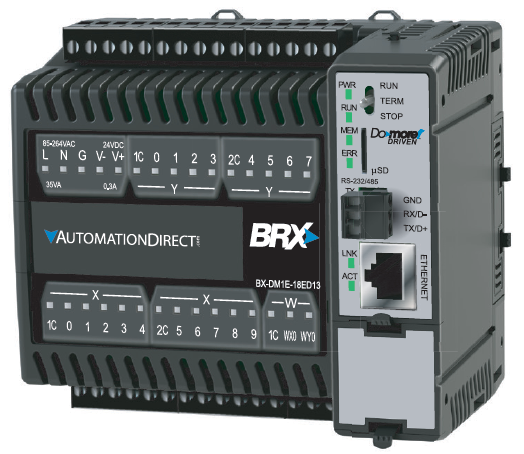 85-264VAC 24VDC
L N G V- V+
35VA 0,3A
1C 0 1 2 3
Y
2C 4 5 6 7
Y
AUTOMATIONDIRECT.com
BRX
BX-DM1E-18ED13
X
1C 0 1 2 3 4
X
2C 5 6 7 8 9
W
1C WX0 WY0
PWR
RUN
MEM
ERR
RUN
TERM
STOP
Do-more!
DRIVEN
µSD
RS-232/485
TX
GND
RX/D-
TX/D+
LNK
ACT
ETHERNET